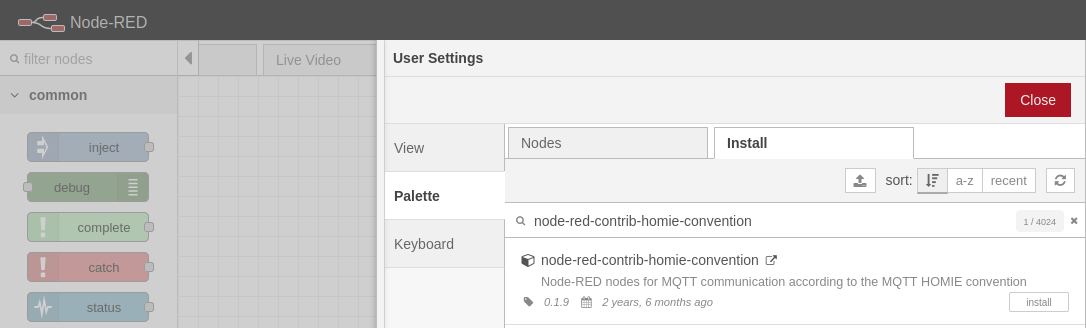 Node-RED
filter nodes
Live Video
common
inject
debug
complete
catch
status
User Settings
Close
View
Palette
Keyboard
Nodes
Install
sort:
a-z
recent
node-red-contrib-homie-convention
1 / 4024
node-red-contrib-homie-convention
Node-RED nodes for MQTT communication according to the MQTT HOMIE convention
0.1.9
2 years, 6 months ago
install